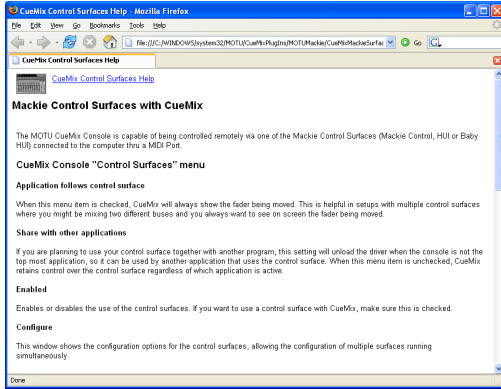 CueMix Control Surfaces Help - Mozilla Firefox
File Edit View Go Bookmarks Tools Help
file:///C:/WINDOWS/system32/MOTU/CueMixPlugIns/MOTUMackie/CueMixMackieSurfac Go
CueMix Control Surfaces Help
CueMix Control Surfaces Help
Mackie Control Surfaces with CueMix
The MOTU CueMix Console is capable of being controlled remotely via one of the Mackie Control Surfaces (Mackie Control, HUI or Baby
HUI) connected to the computer thru a MIDI Port.
CueMix Console "Control Surfaces" menu
Application follows control surface
When this menu item is checked, CueMix will always show the fader being moved. This is helpful in setups with multiple control surfaces
where you might be mixing two different buses and you always want to see on screen the fader being moved.
Share with other applications
If you are planning to use your control surface together with another program, this setting will unload the driver when the console is not the
top most application, so it can be used by another application that uses the control surface. When this menu item is unchecked, CueMix
retains control over the control surface regardless of which application is active.
Enabled
Enables or disables the use of the control surfaces. If you want to use a control surface with CueMix, make sure this is checked.
Configure
This window shows the configuration options for the control surfaces, allowing the configuration of multiple surfaces running
simultaneously.
Done